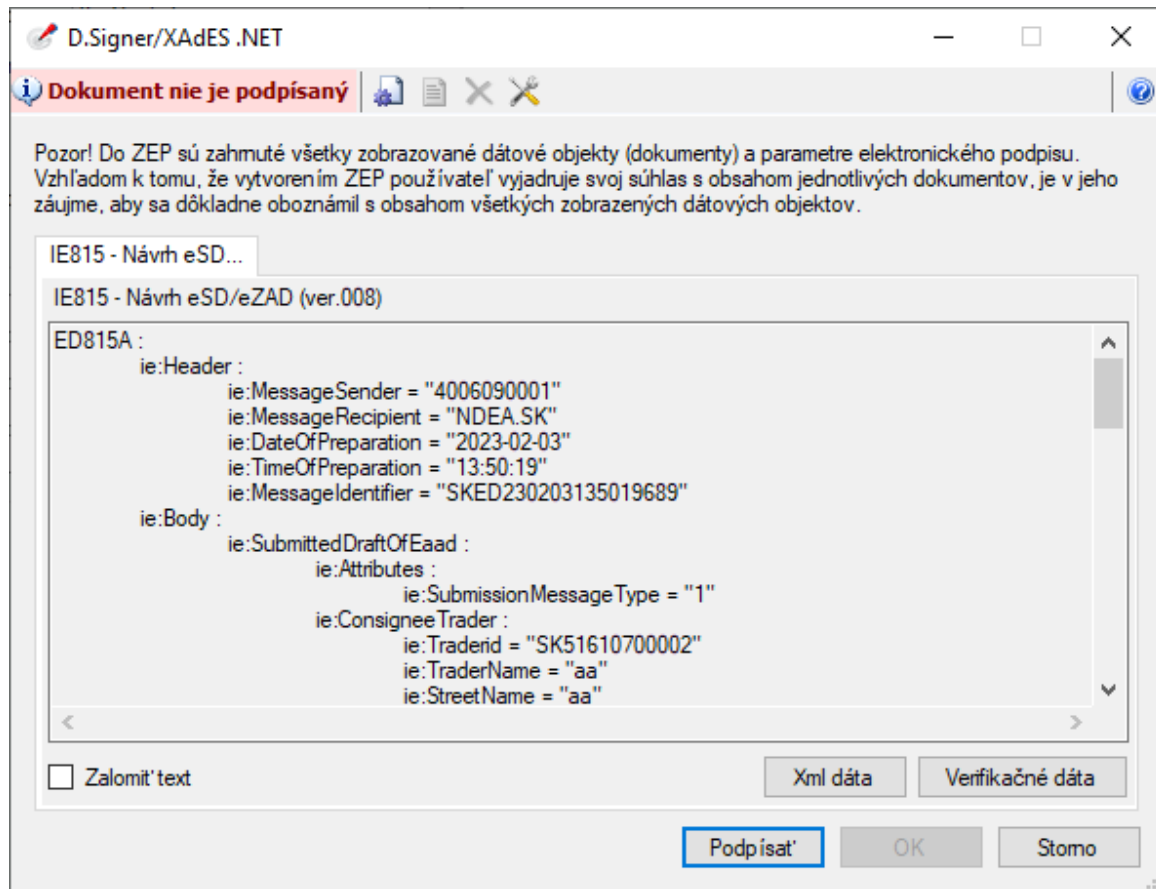 D.Signer/XAdES .NET
Dokument nie je podpísaný
Pozor! Do ZEP sú zahrnuté všetky zobrazované dátové objekty (dokumenty) a parametre elektronického podpisu.
Vzhľadom k tomu, že vytvorením ZEP používateľ vyjadruje svoj súhlas s obsahom jednotlivých dokumentov, je v jeho
záujme, aby sa dôkladne oboznámil s obsahom všetkých zobrazených dátových objektov.
IE815 - Návrh eSD...
IE815 - Návrh eSD/eZAD (ver.008)
ED815A :
ie:Header :
ie:MessageSender = "4006090001"
ie:MessageRecipient = "NDEA.SK"
ie:DateOfPreparation = "2023-02-03"
ie:TimeOfPreparation = "13:50:19"
ie:MessageIdentifier = "SKED230203135019689"
ie:Body :
ie:SubmittedDraftOfEaad :
ie:Attributes :
ie:SubmissionMessageType = "1"
ie:ConsigneeTrader :
ie:Traderid = "SK51610700002"
ie:TraderName = "aa"
ie:StreetName = "aa"
Zalomiť text
Xml dáta
Verifikačné dáta
Podpísať
OK
Storno